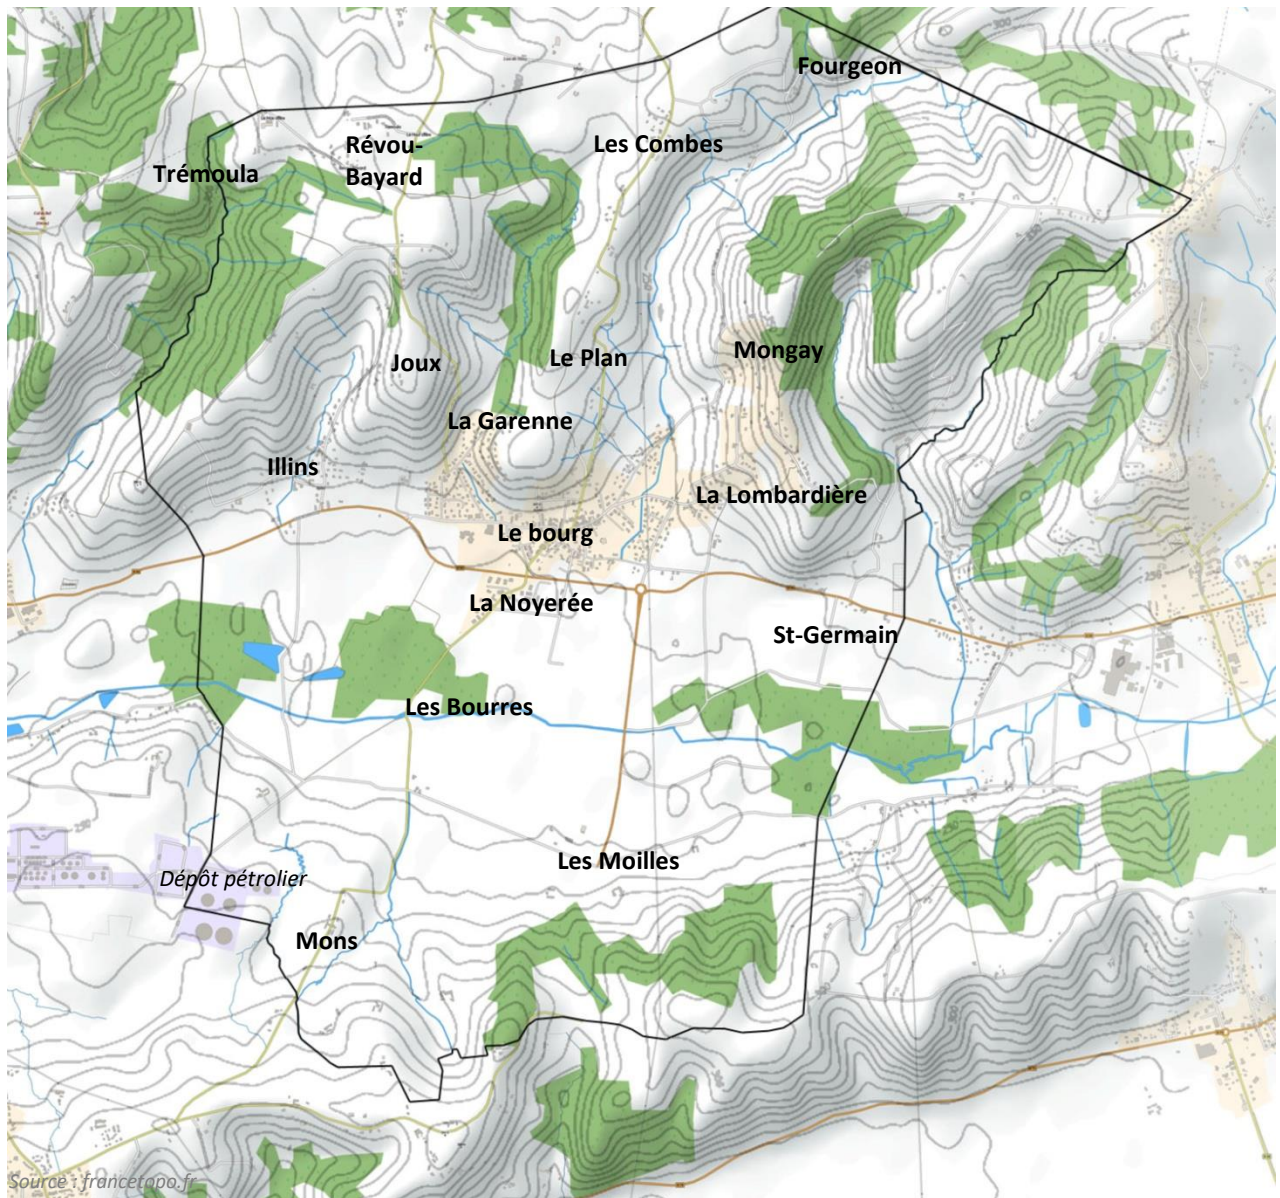 Fourgeon
Révou-
Bayard
Les Combes
Trémoula
Le Plan
Mongay
Joux
La Garenne
Illins
La Lombardière
Le bourg
La Noyerée
St-Germain
Les Bourres
Les Moilles
Dépôt pétrolier
Mons
Source : francetopo.fr